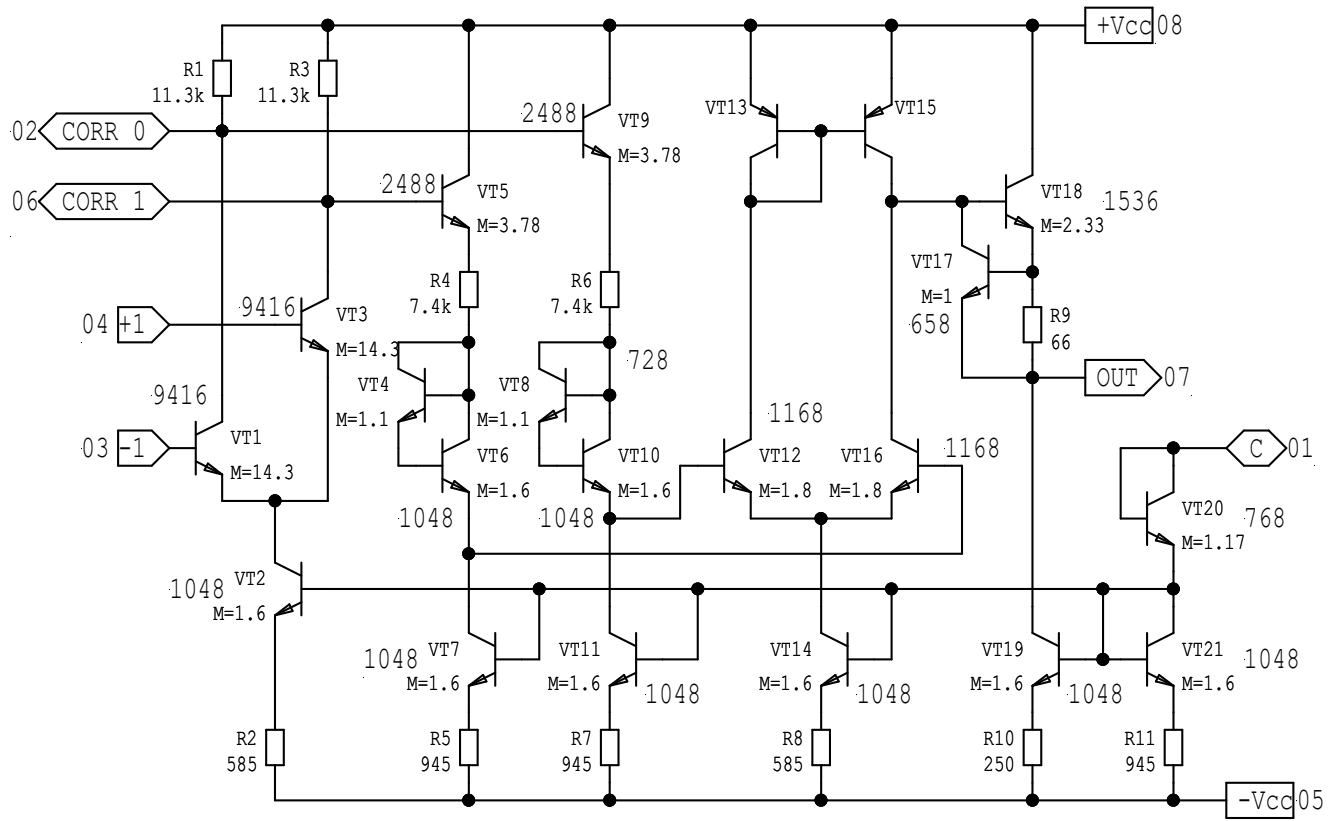 +Vcc 08
R1
11.3k
R3
11.3k
VT13
VT15
02 CORR 0
2488
VT9
M=3.78
06 CORR 1
2488
VT5
M=3.78
VT18
1536
M=2.33
VT17
M=1
658
R4
7.4k
R6
7.4k
R9
66
04 +1
9416
VT3
M=14.3
728
VT4
M=1.1
VT8
M=1.1
OUT 07
9416
03 -1
VT1
M=14.3
1168
VT6
M=1.6
1048
VT10
M=1.6
1048
VT12
M=1.8
VT16
M=1.8
1168
C 01
VT20
768
M=1.17
1048
VT2
M=1.6
1048
VT7
M=1.6
VT11
M=1.6
1048
VT14
M=1.6
1048
VT19
M=1.6
1048
VT21
1048
M=1.6
R2
585
R5
945
R7
945
R8
585
R10
250
R11
945
-Vcc 05